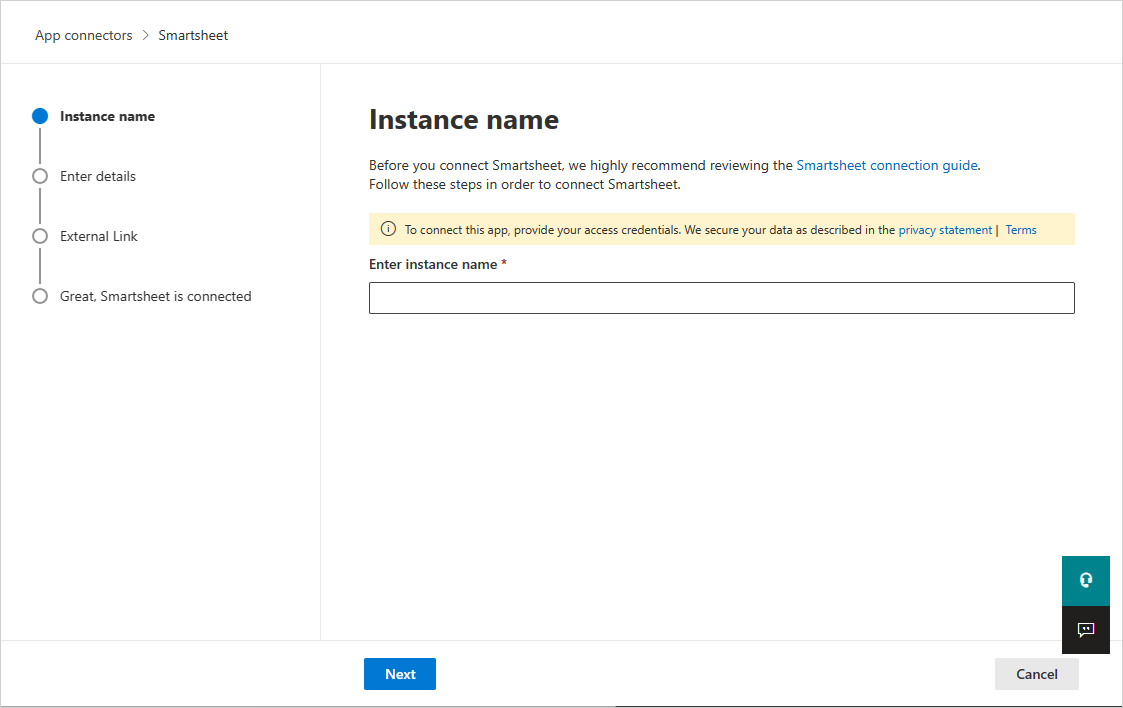 App connectors > Smartsheet
Instance name
Enter details
External Link
Great, Smartsheet is connected
Instance name
Before you connect Smartsheet, we highly recommend reviewing the Smartsheet connection guide.
Follow these steps in order to connect Smartsheet.
To connect this app, provide your access credentials. We secure your data as described in the privacy statement | Terms
Enter instance name *
Next
Cancel